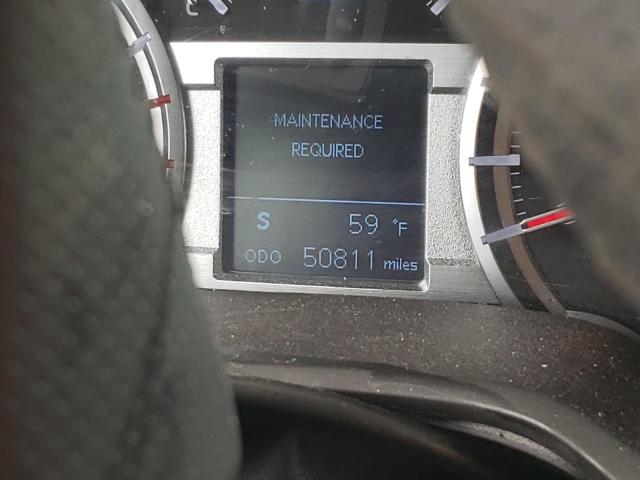 C
MAINTENANCE
REQUIRED
S 59 °F
ODO 50811 miles